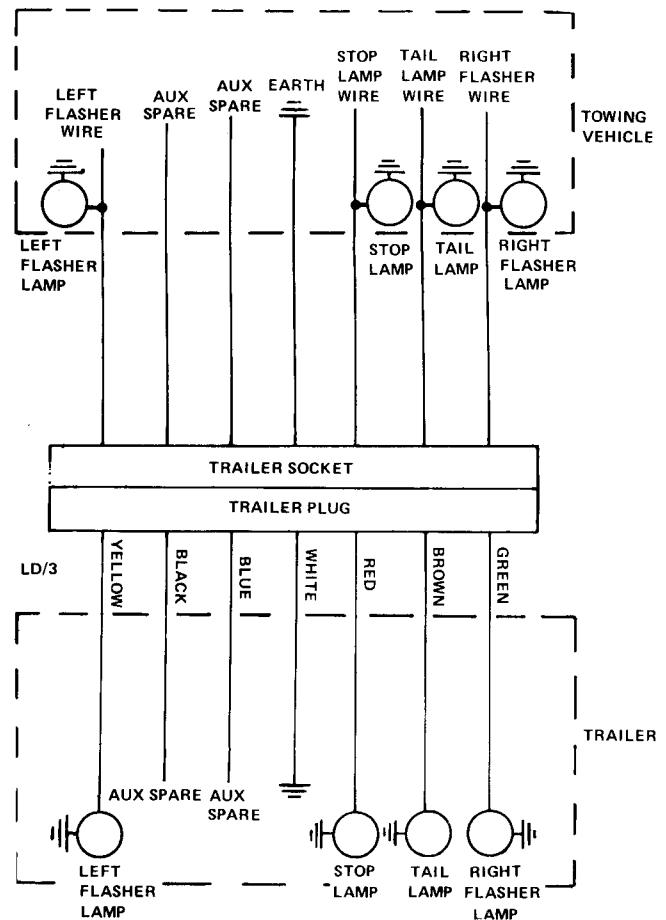 LEFT
FLASHER
WIRE
AUX
SPARE
AUX
SPARE
EARTH
STOP
LAMP
WIRE
TAIL
LAMP
WIRE
RIGHT
FLASHER
WIRE
TOWING
VEHICLE
LEFT
FLASHER
LAMP
STOP
LAMP
TAIL
LAMP
RIGHT
FLASHER
LAMP
TRAILER SOCKET
TRAILER PLUG
LD/3
YELLOW
BLACK
BLUE
WHITE
RED
BROWN
GREEN
TRAILER
AUX SPARE
AUX
SPARE
LEFT
FLASHER
LAMP
STOP
LAMP
TAIL
LAMP
RIGHT
FLASHER
LAMP